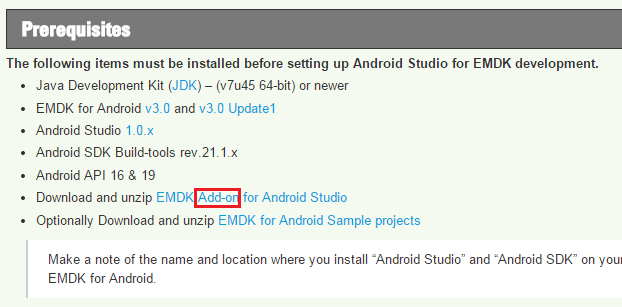 Prerequisites
The following items must be installed before setting up Android Studio for EMDK development.
Java Development Kit (JDK) – (v7u45 64-bit) or newer
EMDK for Android v3.0 and v3.0 Update1
Android Studio 1.0.x
Android SDK Build-tools rev.21.1.x
Android API 16 & 19
Download and unzip EMDK Add-on for Android Studio
Optionally Download and unzip EMDK for Android Sample projects
Make a note of the name and location where you install “Android Studio” and “Android SDK” on your
EMDK for Android.